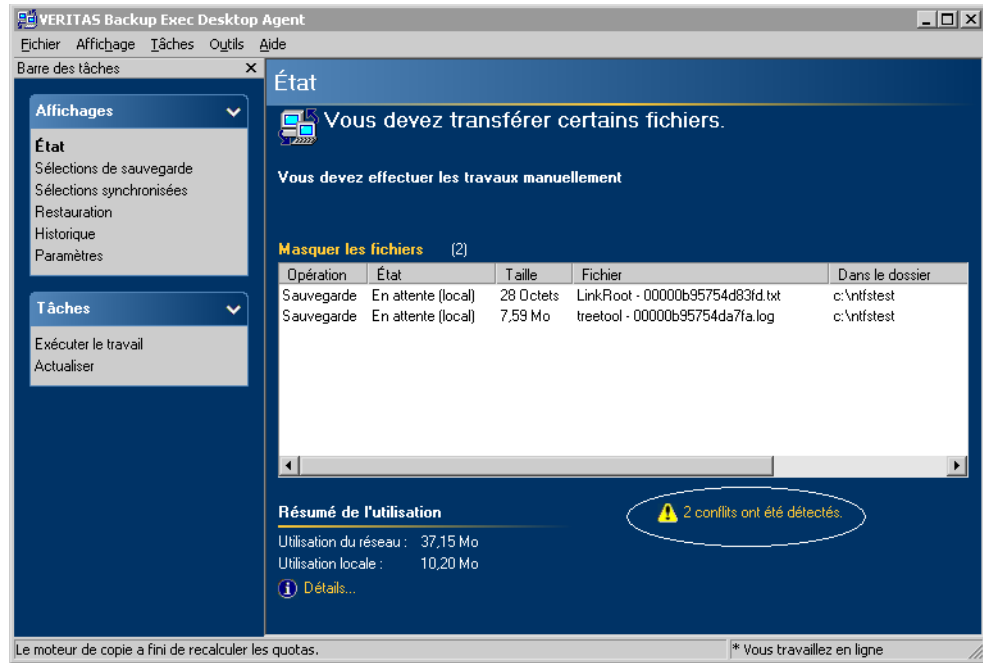 VERITAS Backup Exec Desktop Agent
Fichier Affichage Tâches Outils Aide
Barre des tâches
Affichages
État
Sélections de sauvegarde
Sélections synchronisées
Restauration
Historique
Paramètres
Tâches
Exécuter le travail
Actualiser
État
Vous devez transférer certains fichiers.
Vous devez effectuer les travaux manuellement
Masquer les fichiers (2)
Opération État Taille Fichier Dans le dossier
Sauvegarde En attente (local) 28 Octets LinkRoot - 00000b95754d83fd.txt c:\ntfstest
Sauvegarde En attente (local) 7,59 Mo treetool - 00000b95754da7fa.log c:\ntfstest
Résumé de l'utilisation
Utilisation du réseau : 37,15 Mo
Utilisation locale : 10,20 Mo
Détails...
2 conflits ont été détectés.
Le moteur de copie a fini de recalculer les quotas.
* Vous travaillez en ligne